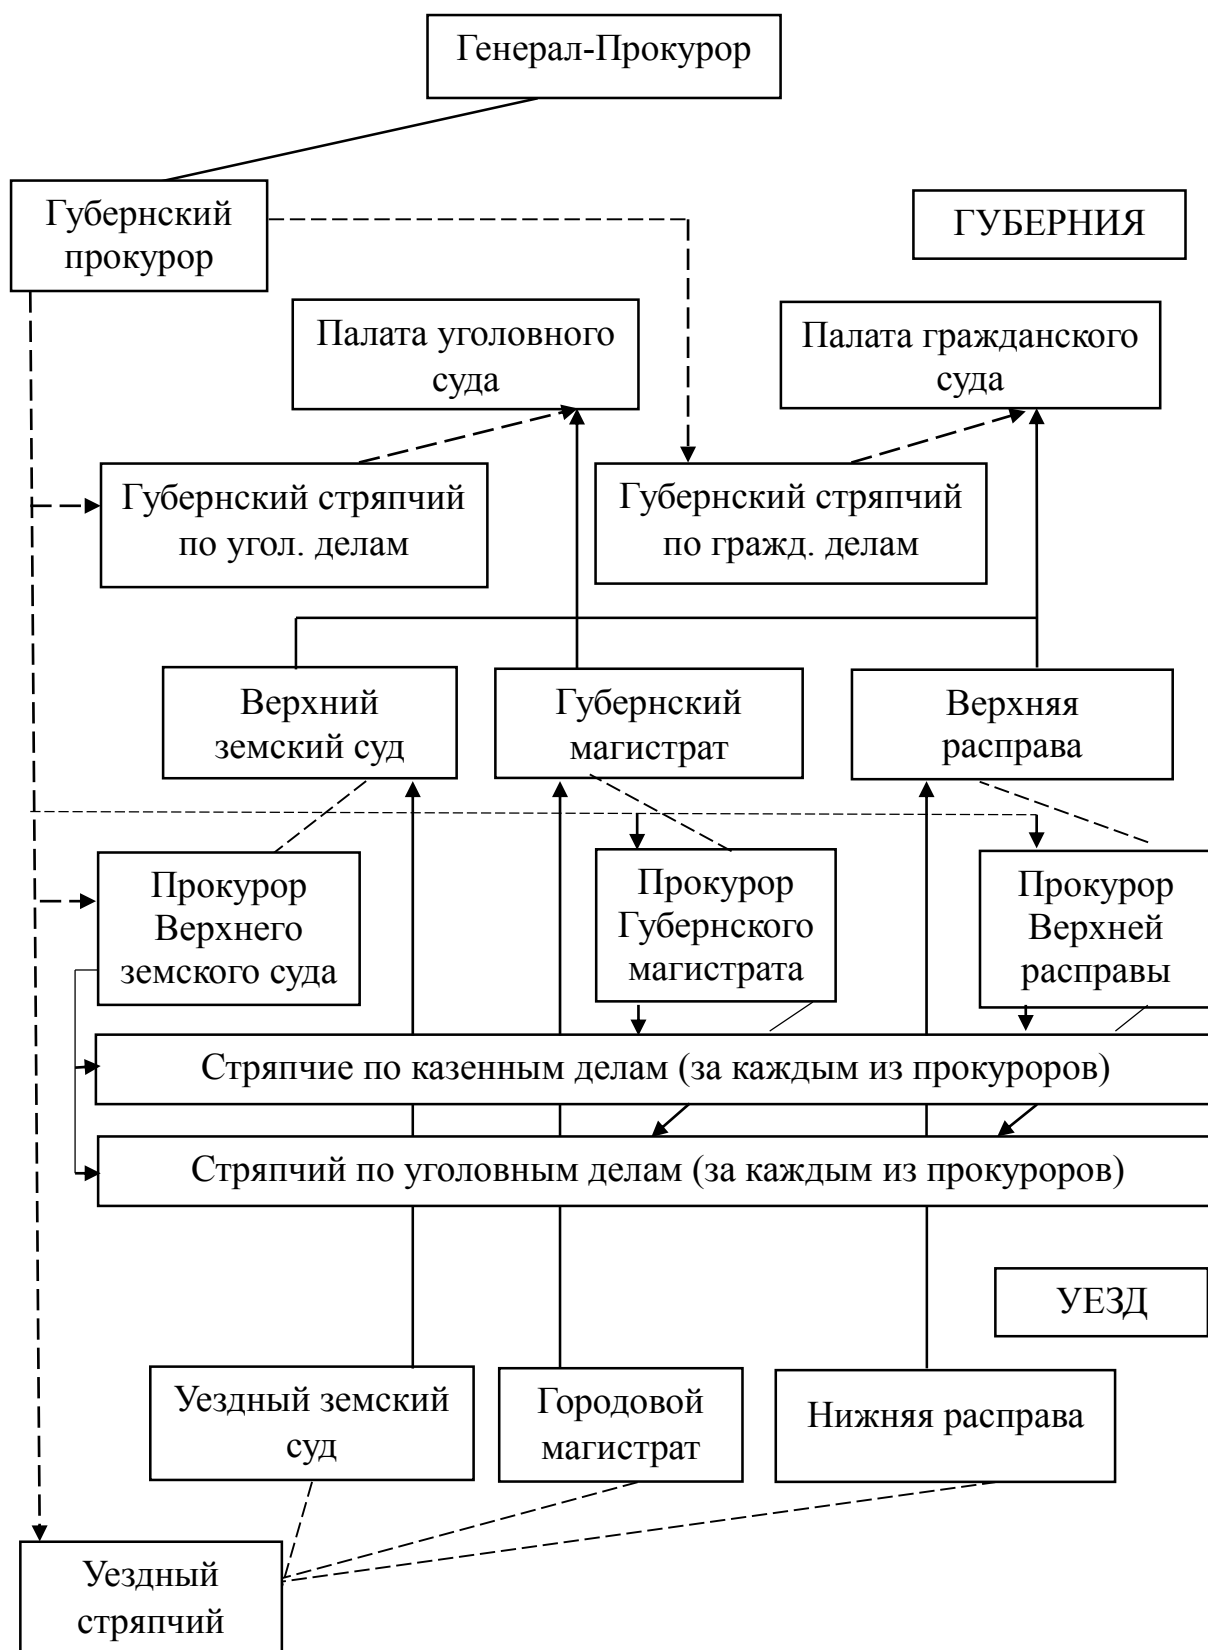 Генерал-Прокурор
Губернский
прокурор
ГУБЕРНИЯ
Палата уголовного
суда
Палата гражданского
суда
Губернский стряпчий
по угол. делам
Губернский стряпчий
по гражд. делам
Верхний
земский суд
Губернский
магистрат
Верхняя
расправа
Прокурор
Верхнего
земского суда
Прокурор
Губернского
магистрата
Прокурор
Верхней
расправы
Стряпчие по казенным делам (за каждым из прокуроров)
Стряпчий по уголовным делам (за каждым из прокуроров)
УЕЗД
Уездный земский
суд
Городовой
магистрат
Нижняя расправа
Уездный
стряпчий